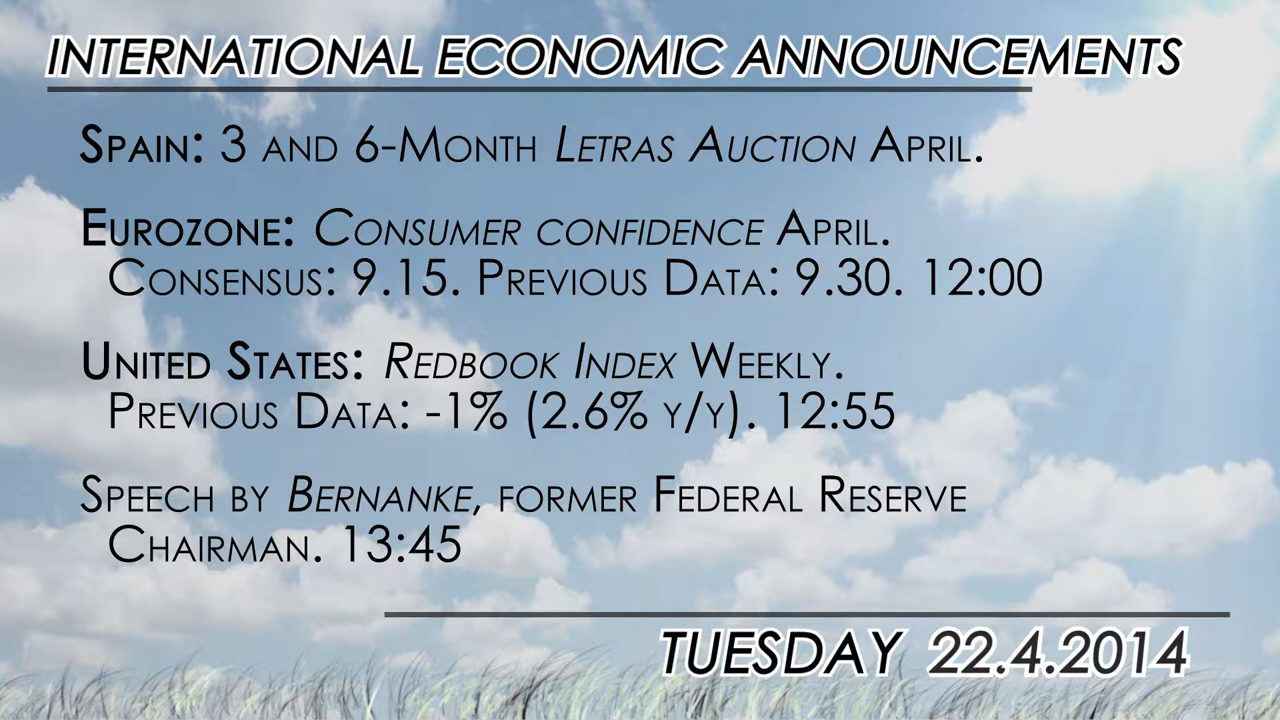 INTERNATIONAL ECONOMIC ANNOUNCEMENTS
Spain: 3 and 6-Month Letras Auction April.
Eurozone: Consumer confidence April.
Consensus: 9.15. Previous Data: 9.30. 12:00
United States: Redbook Index Weekly.
Previous Data: -1% (2.6% y/y). 12:55
Speech by Bernanke, former Federal Reserve
Chairman. 13:45
TUESDAY 22.4.2014